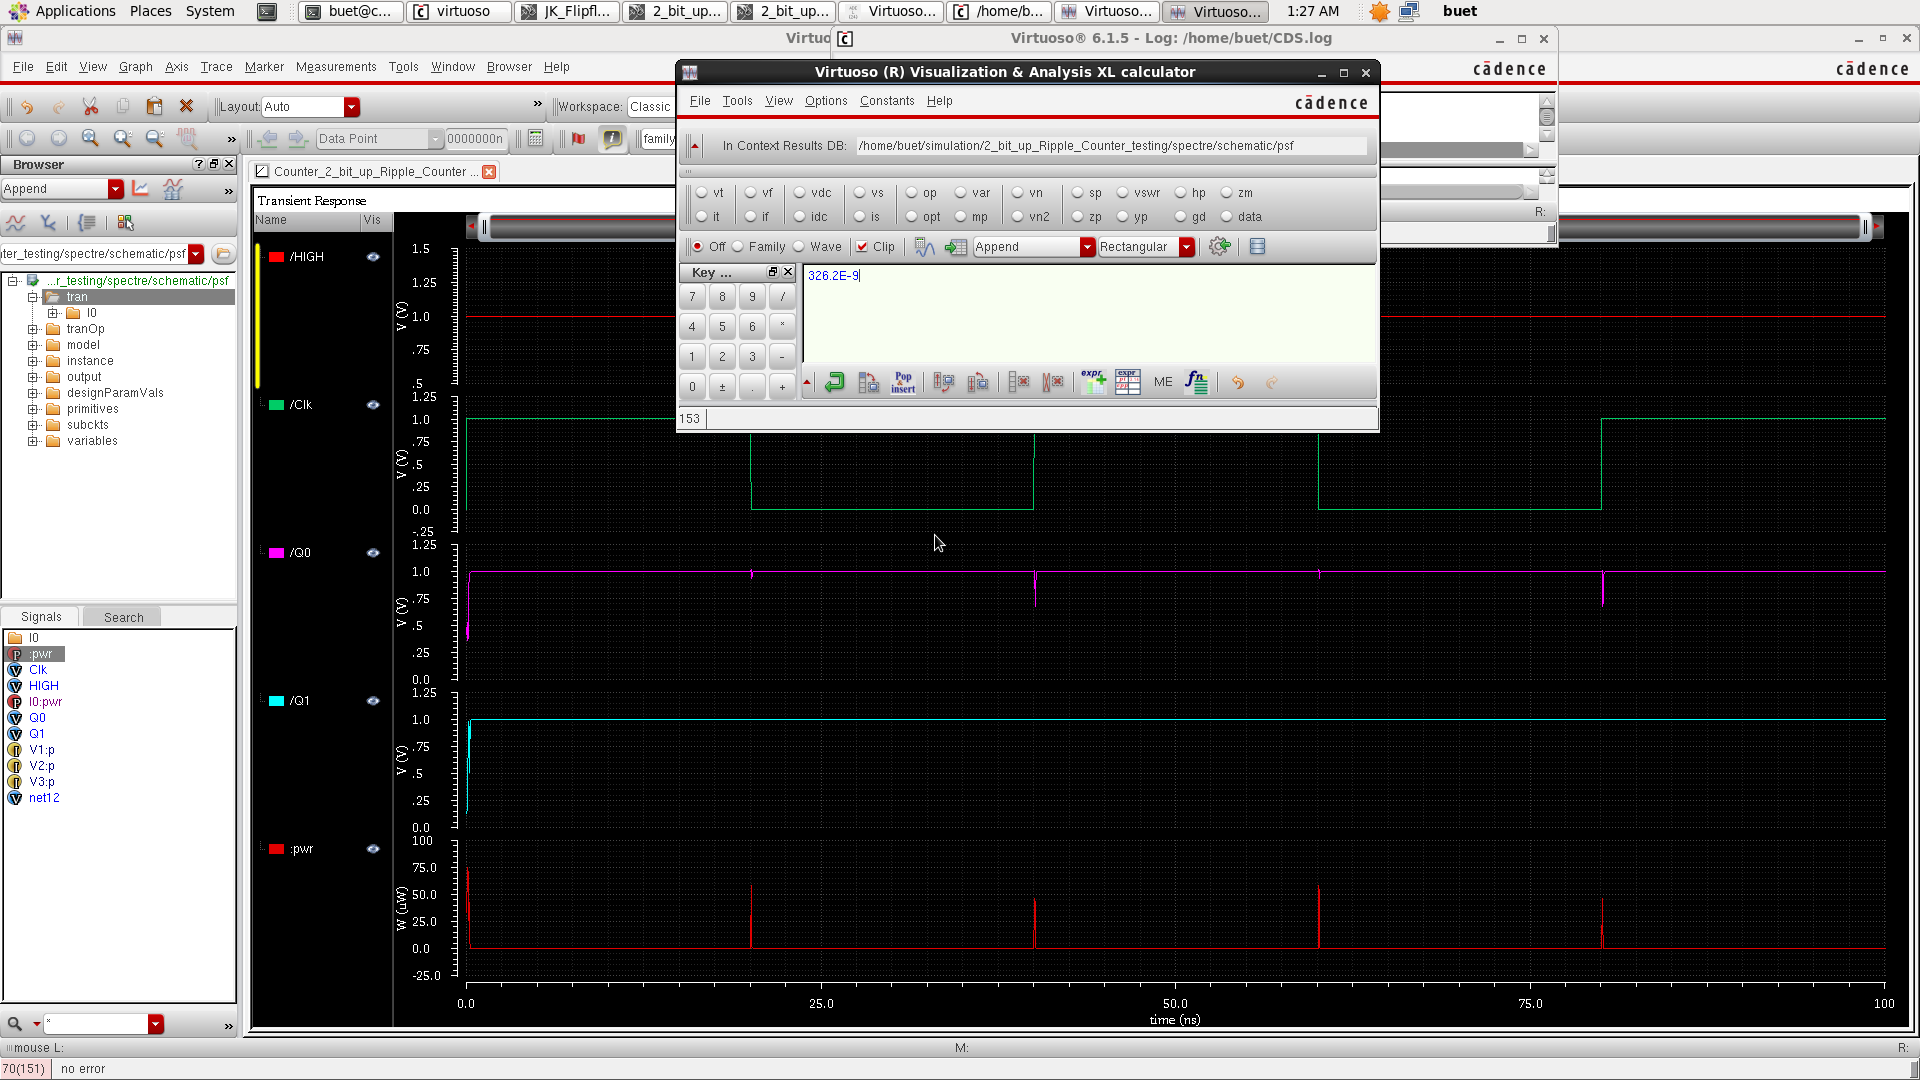 Applications Places System buet@c... virtuoso JK_Flipfl... 2_bit_up... 2_bit_up... Virtuoso... /home/b... Virtuoso... Virtuoso... 1:27 AM buet
Virtuo
Virtuoso® 6.1.5 - Log: /home/buet/CDS.log
File Edit View Graph Axis Trace Marker Measurements Tools Window Browser Help
cādence
cādence
Virtuoso (R) Visualization & Analysis XL calculator
File Tools View Options Constants Help
cādence
Layout: Auto
»
Workspace: Classic
»
Data Point
0000000n
family
In Context Results DB: /home/buet/simulation/2_bit_up_Ripple_Counter_testing/spectre/schematic/psf
Browser
Append
»
Counter_2_bit_up_Ripple_Counter ...
vt vf vdc vs op var vn sp vswr hp zm
it if idc is opt mp vn2 zp yp gd data
R:
Off Family Wave Clip Append Rectangular
Key ...
326.2E-9
7 8 9 /
4 5 6 *
1 2 3 -
0 ± . +
Pop
insert
expr
expr
ME
fn
153
iter_testing/spectre/schematic/psf
...r_testing/spectre/schematic/psf
tran
I0
tranOp
model
instance
output
designParamVals
primitives
subckts
variables
Signals Search
I0
:pwr
Clk
HIGH
I0:pwr
Q0
Q1
V1:p
V2:p
V3:p
net12
*
»
Transient Response
Name Vis
/HIGH
1.5
1.25
1.0
.75
.5
V (V)
/Clk
1.25
1.0
.75
.5
.25
0.0
-.25
V (V)
/Q0
1.25
1.0
.75
.5
.25
0.0
V (V)
/Q1
1.25
1.0
.75
.5
.25
0.0
V (V)
:pwr
100
75.0
50.0
25.0
0.0
-25.0
W (uW)
0.0 25.0 50.0 75.0 100
time (ns)
mouse L: M: R:
70(151) no error